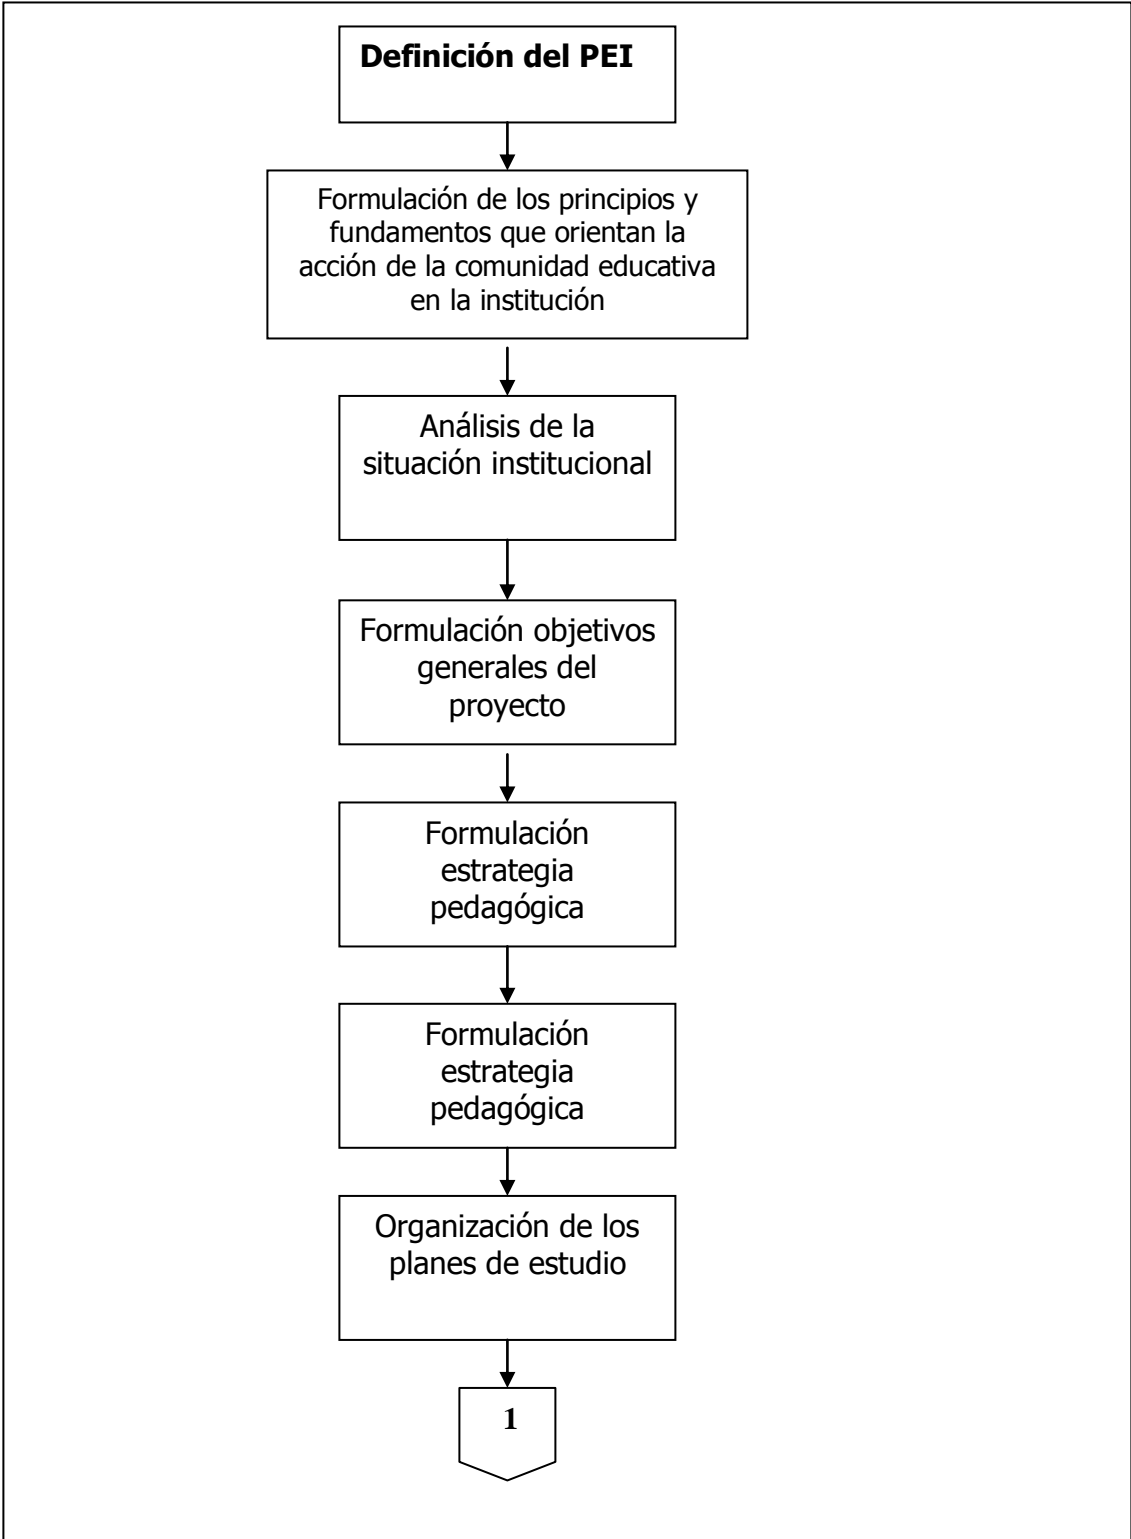 Definición del PEI
Formulación de los principios y
fundamentos que orientan la
acción de la comunidad educativa
en la institución
Análisis de la
situación institucional
Formulación objetivos
generales del
proyecto
Formulación
estrategia
pedagógica
Formulación
estrategia
pedagógica
Organización de los
planes de estudio
1